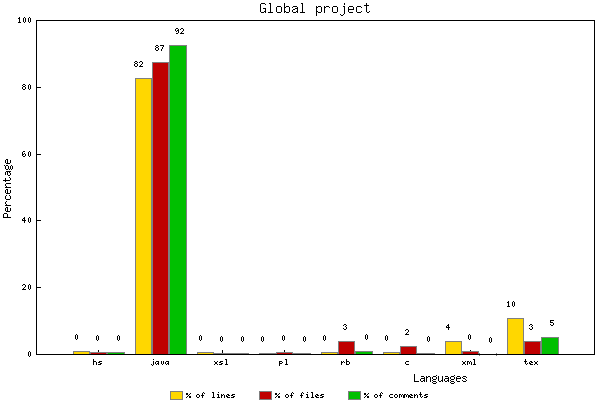 Global project
100
92
87
82
80
60
Percentage
40
20
10
0 0 0 0 0 0 0 0 0 0 3 0 0 2 0 4 0 0 3 5
0
hs java xsl pl rb c xml tex
Languages
% of lines % of files % of comments